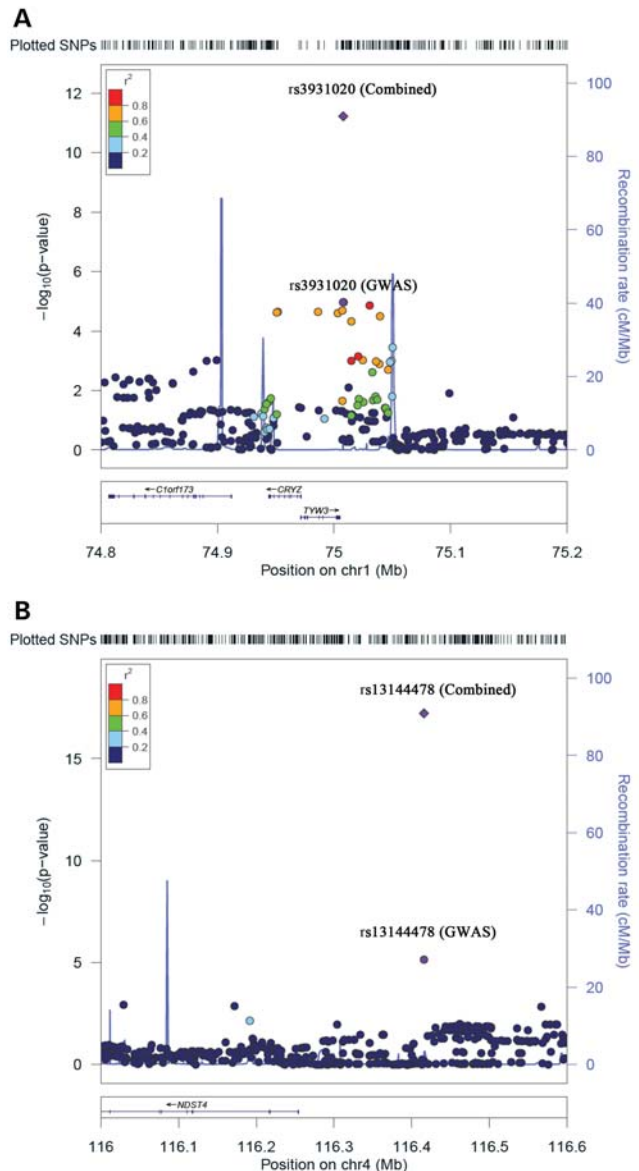 A
Plotted SNPs
r²
0.8
0.6
0.4
0.2
rs3931020 (Combined)
rs3931020 (GWAS)
−log₁₀(p−value)
12
10
8
6
4
2
0
Recombination rate (cM/Mb)
100
80
60
40
20
0
←C1orf173
←CRYZ
TYW3→
74.8 74.9 75 75.1 75.2
Position on chr1 (Mb)
B
Plotted SNPs
r²
0.8
0.6
0.4
0.2
rs13144478 (Combined)
rs13144478 (GWAS)
−log₁₀(p−value)
15
10
5
0
Recombination rate (cM/Mb)
100
80
60
40
20
0
←NDST4
116 116.1 116.2 116.3 116.4 116.5 116.6
Position on chr4 (Mb)